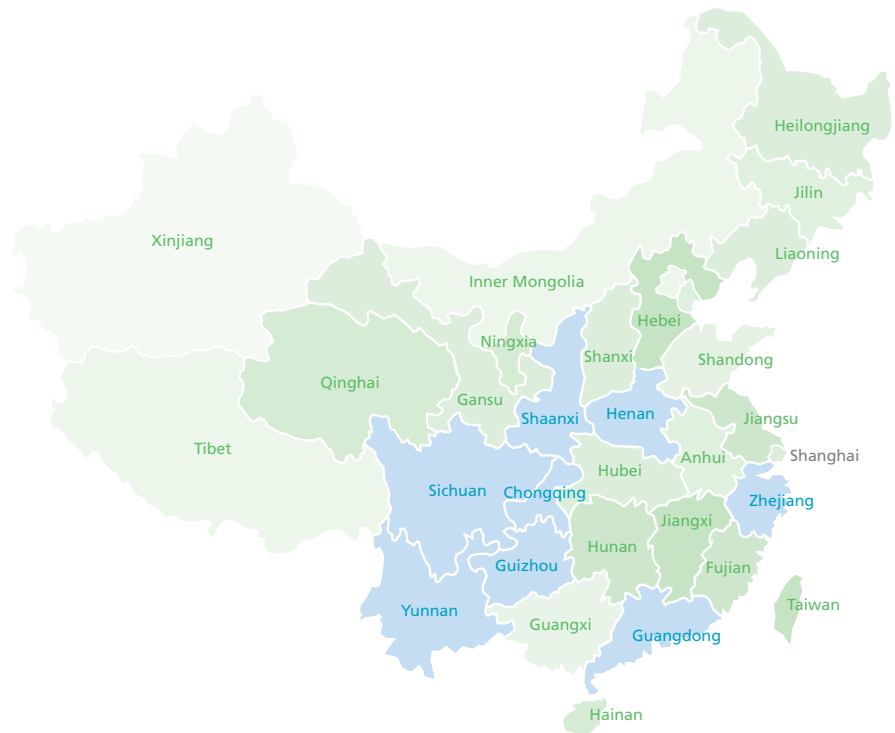 Heilongjiang
Jilin
Xinjiang
Liaoning
Inner Mongolia
Hebei
Ningxia
Shanxi
Shandong
Qinghai
Gansu
Shaanxi
Henan
Jiangsu
Tibet
Shanghai
Anhui
Hubei
Sichuan
Chongqing
Zhejiang
Jiangxi
Hunan
Guizhou
Fujian
Taiwan
Yunnan
Guangxi
Guangdong
Hainan